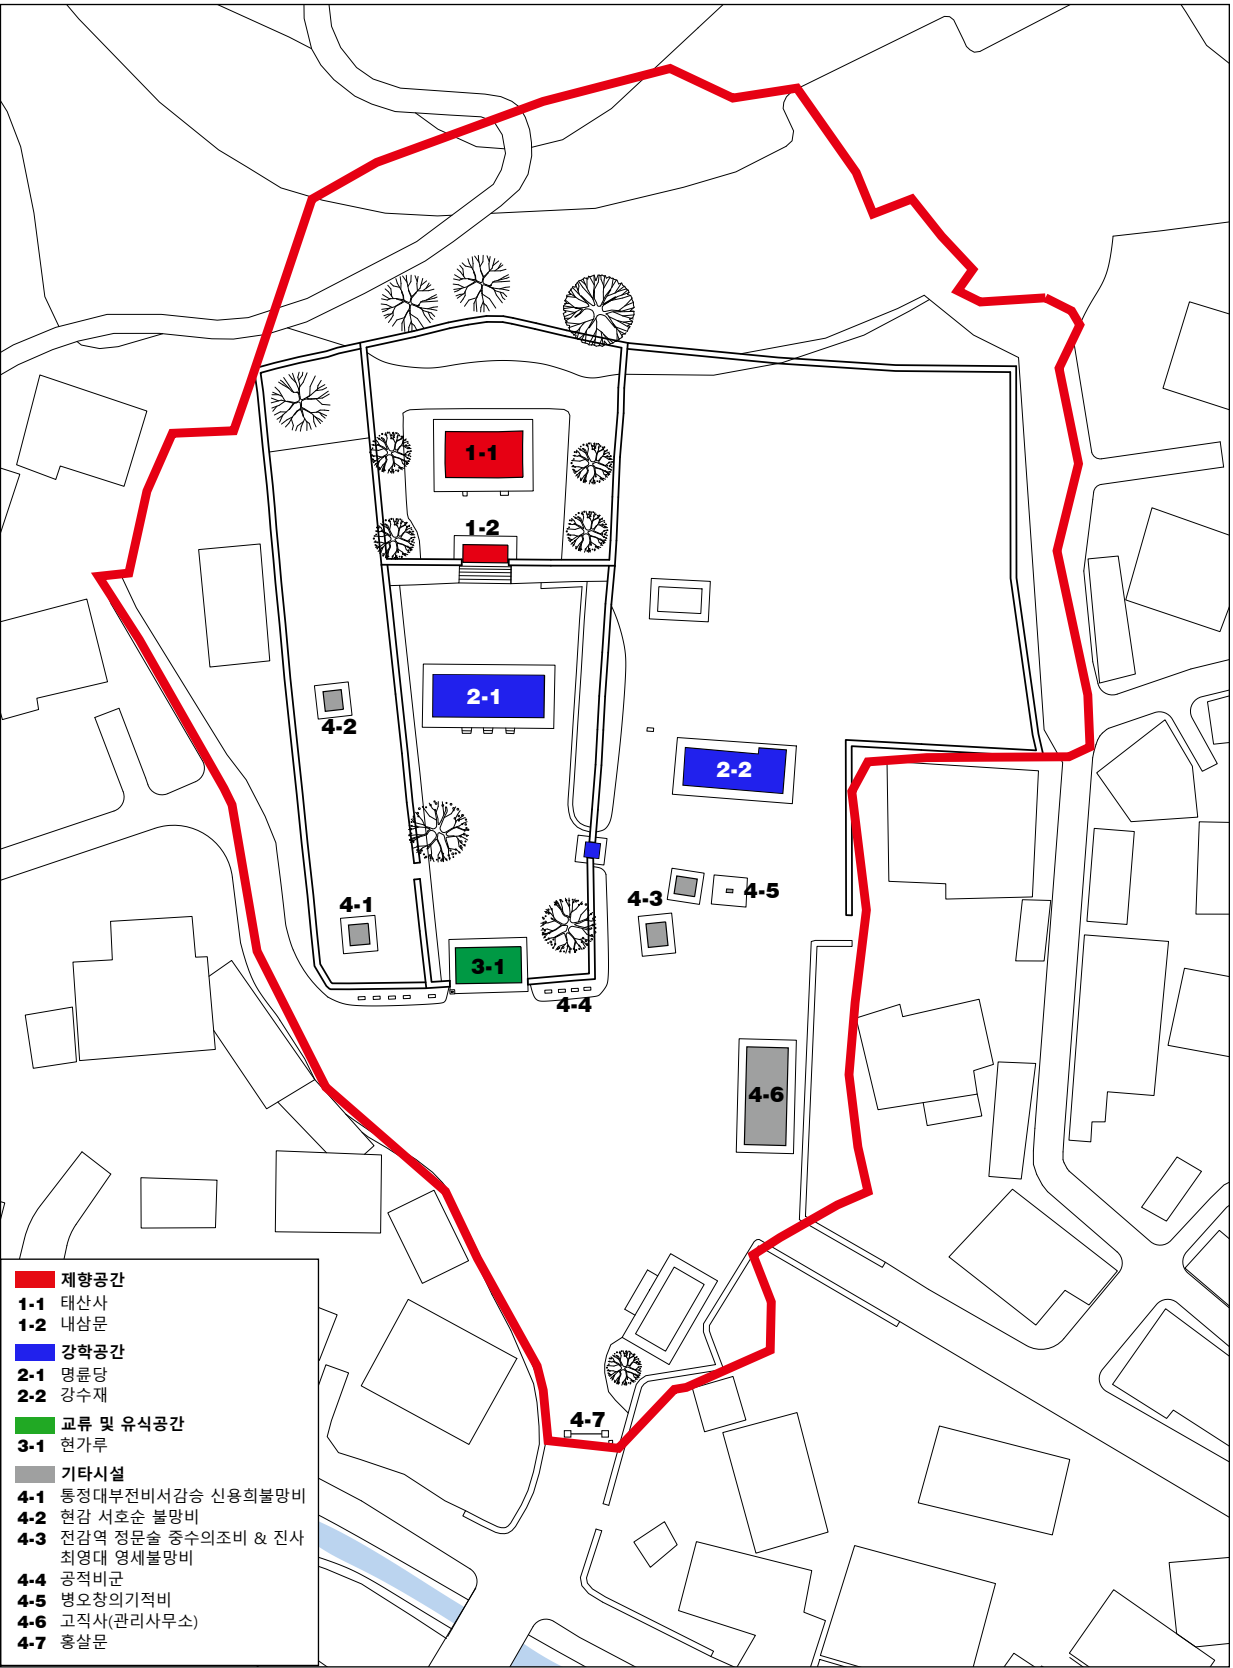 1-1
1-2
2-1
4-2
2-2
4-3
4-5
4-1
3-1
4-4
4-6
4-7
제향공간
1-1 태산사
1-2 내삼문
강학공간
2-1 명륜당
2-2 강수재
교류 및 유식공간
3-1 현가루
기타시설
4-1 통정대부전비서감승 신용희불망비
4-2 현감 서호순 불망비
4-3 전감역 정문술 중수의조비 & 진사
최영대 영세불망비
4-4 공적비군
4-5 병오창의기적비
4-6 고직사(관리사무소)
4-7 홍살문